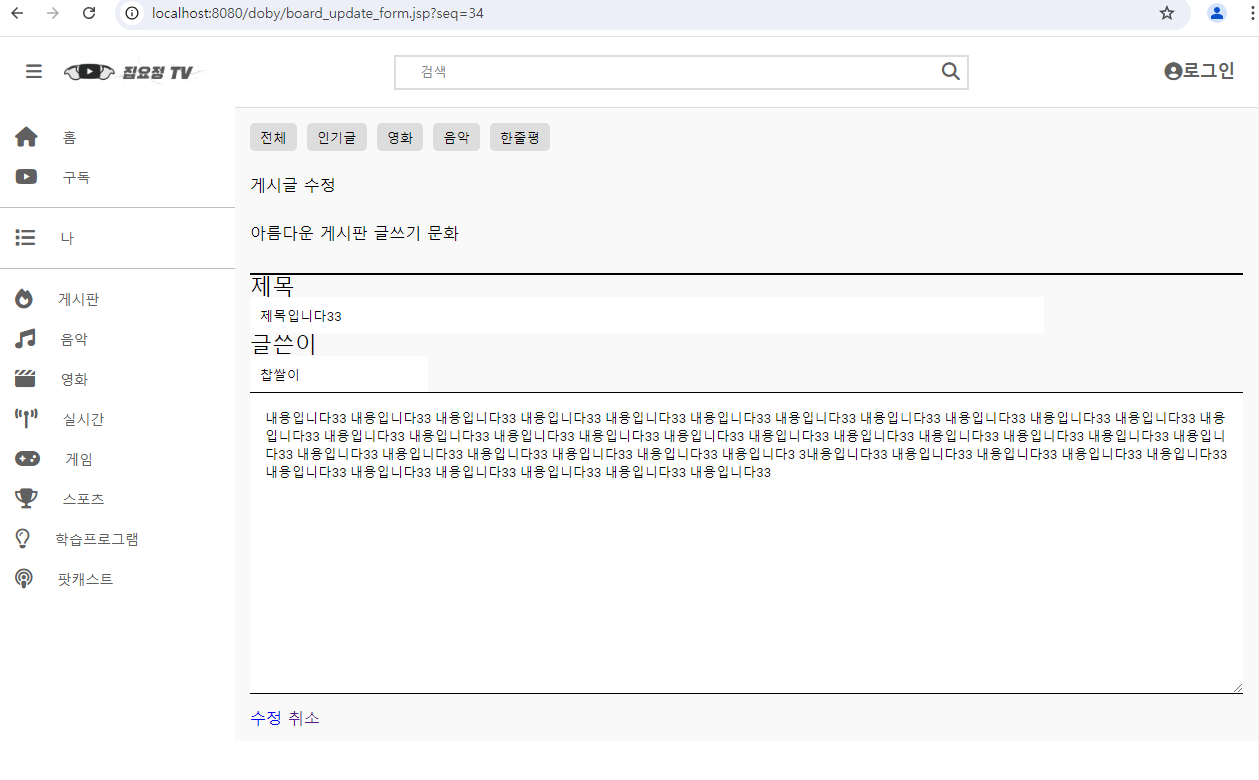 localhost:8080/doby/board_update_form.jsp?seq=34
집요정 TV
검색
로그인
홈
구독
나
게시판
음악
영화
실시간
게임
스포츠
학습프로그램
팟캐스트
전체 인기글 영화 음악 한줄평
게시글 수정
아름다운 게시판 글쓰기 문화
제목
제목입니다33
글쓴이
찹쌀이
내용입니다33 내용입니다33 내용입니다33 내용입니다33 내용입니다33 내용입니다33 내용입니다33 내용입니다33 내용입니다33 내용입니다33 내용입니다33 내용
입니다33 내용입니다33 내용입니다33 내용입니다33 내용입니다33 내용입니다33 내용입니다33 내용입니다33 내용입니다33 내용입니다33 내용입니다33 내용입니
다33 내용입니다33 내용입니다33 내용입니다33 내용입니다33 내용입니다33 내용입니다3 3내용입니다33 내용입니다33 내용입니다33 내용입니다33 내용입니다33
내용입니다33 내용입니다33 내용입니다33 내용입니다33 내용입니다33 내용입니다33
수정 취소